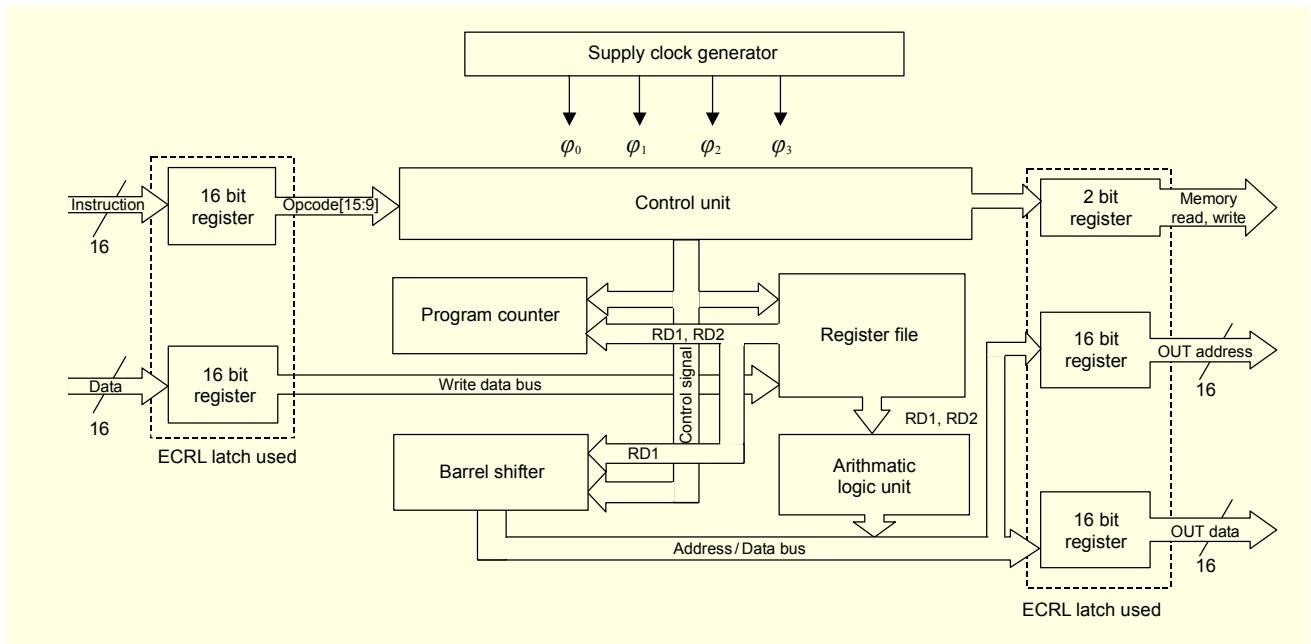 Supply clock generator
φ0
φ1
φ2
φ3
Instruction
16
16 bit
register
Opcode[15:9]
Control unit
2 bit
register
Memory
read, write
Program counter
RD1, RD2
Register file
16 bit
register
OUT address
16
Data
16
16 bit
register
Write data bus
Control signal
ECRL latch used
RD1, RD2
Barrel shifter
RD1
Arithmatic
logic unit
16 bit
register
OUT data
16
Address/Data bus
ECRL latch used